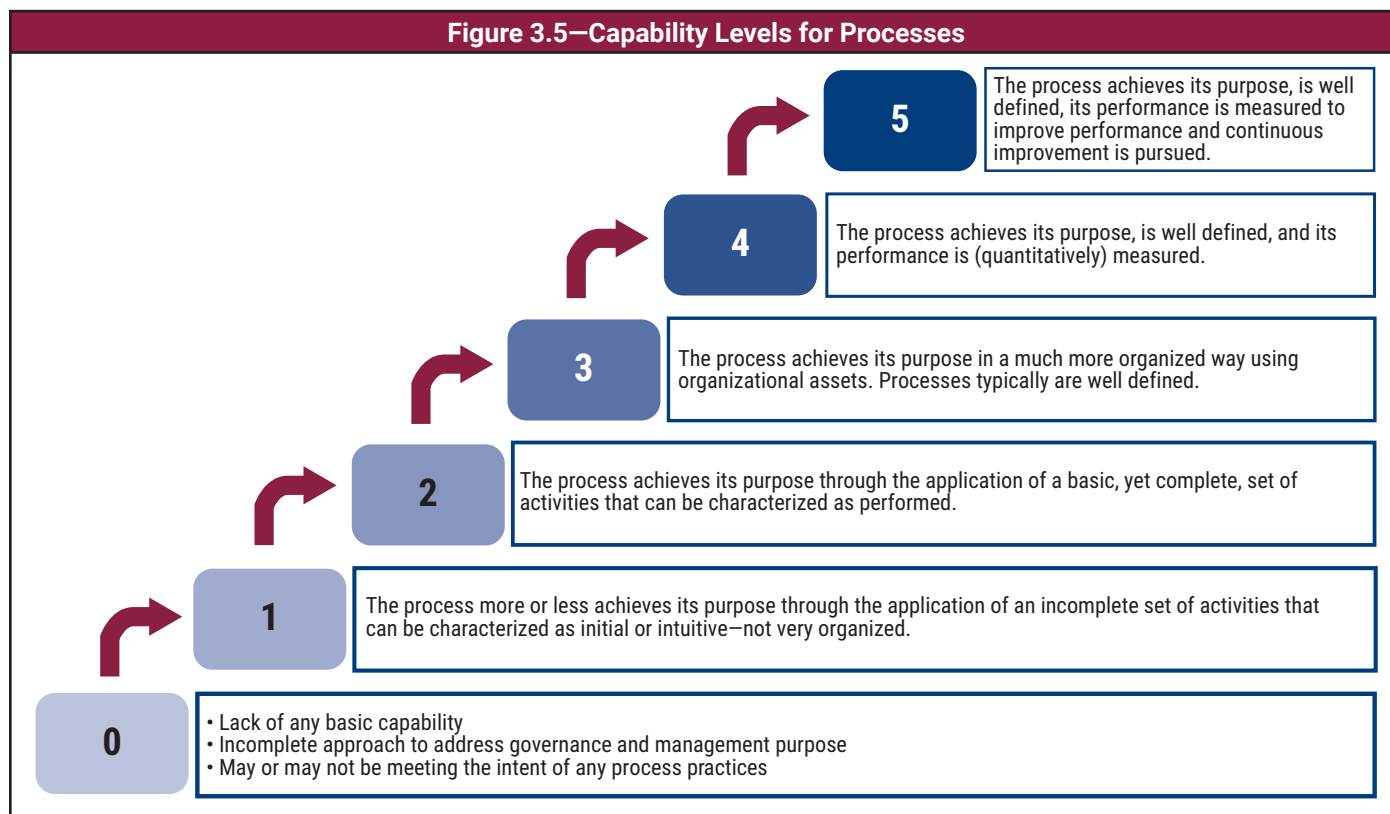 Figure 3.5—Capability Levels for Processes
5
The process achieves its purpose, is well
defined, its performance is measured to
improve performance and continuous
improvement is pursued.
4
The process achieves its purpose, is well defined, and its
performance is (quantitatively) measured.
3
The process achieves its purpose in a much more organized way using
organizational assets. Processes typically are well defined.
2
The process achieves its purpose through the application of a basic, yet complete, set of
activities that can be characterized as performed.
1
The process more or less achieves its purpose through the application of an incomplete set of activities that
can be characterized as initial or intuitive—not very organized.
0
• Lack of any basic capability
• Incomplete approach to address governance and management purpose
• May or may not be meeting the intent of any process practices